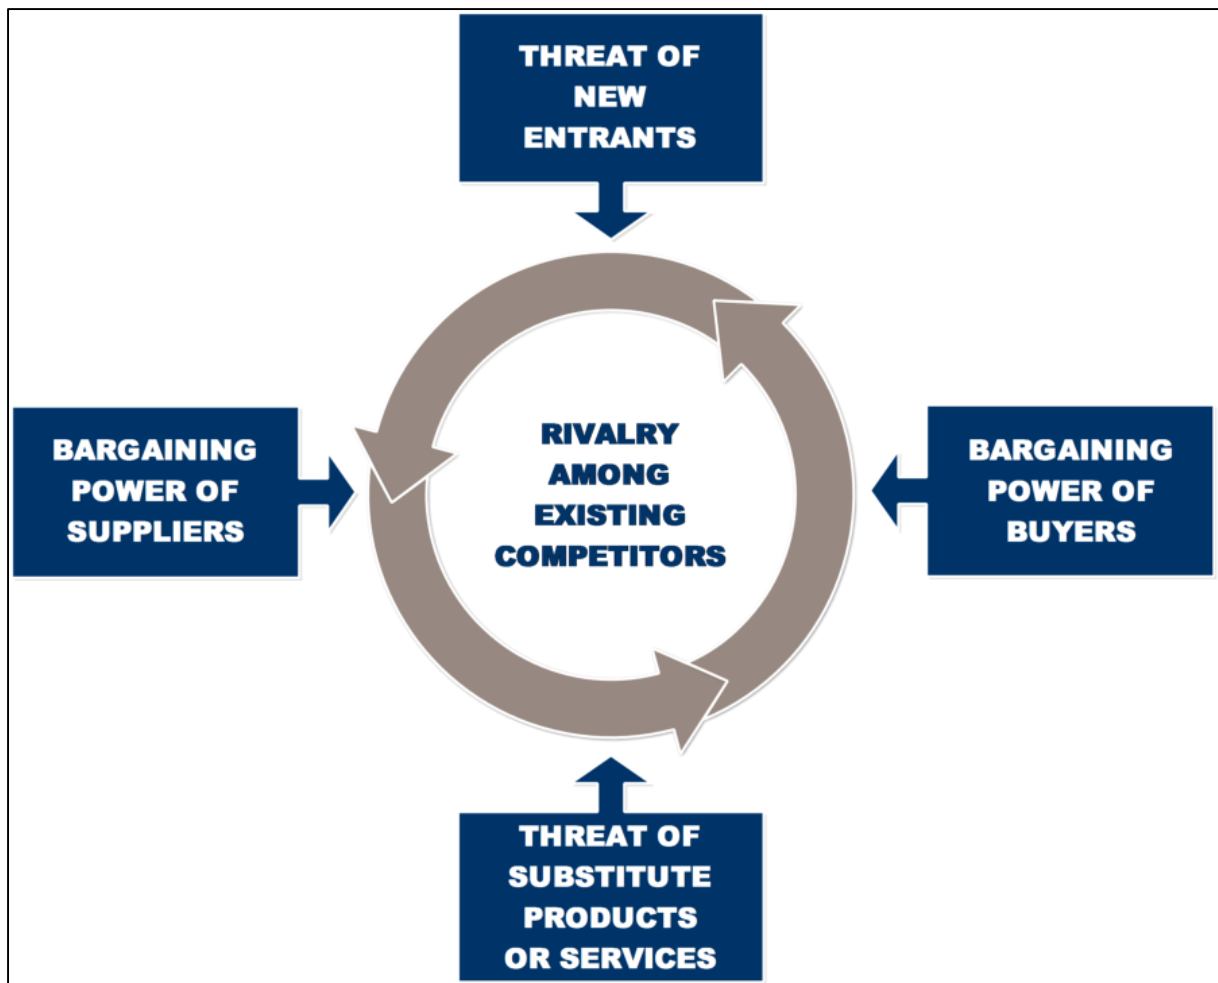 THREAT OF
NEW
ENTRANTS
BARGAINING
POWER OF
SUPPLIERS
RIVALRY
AMONG
EXISTING
COMPETITORS
BARGAINING
POWER OF
BUYERS
THREAT OF
SUBSTITUTE
PRODUCTS
OR SERVICES